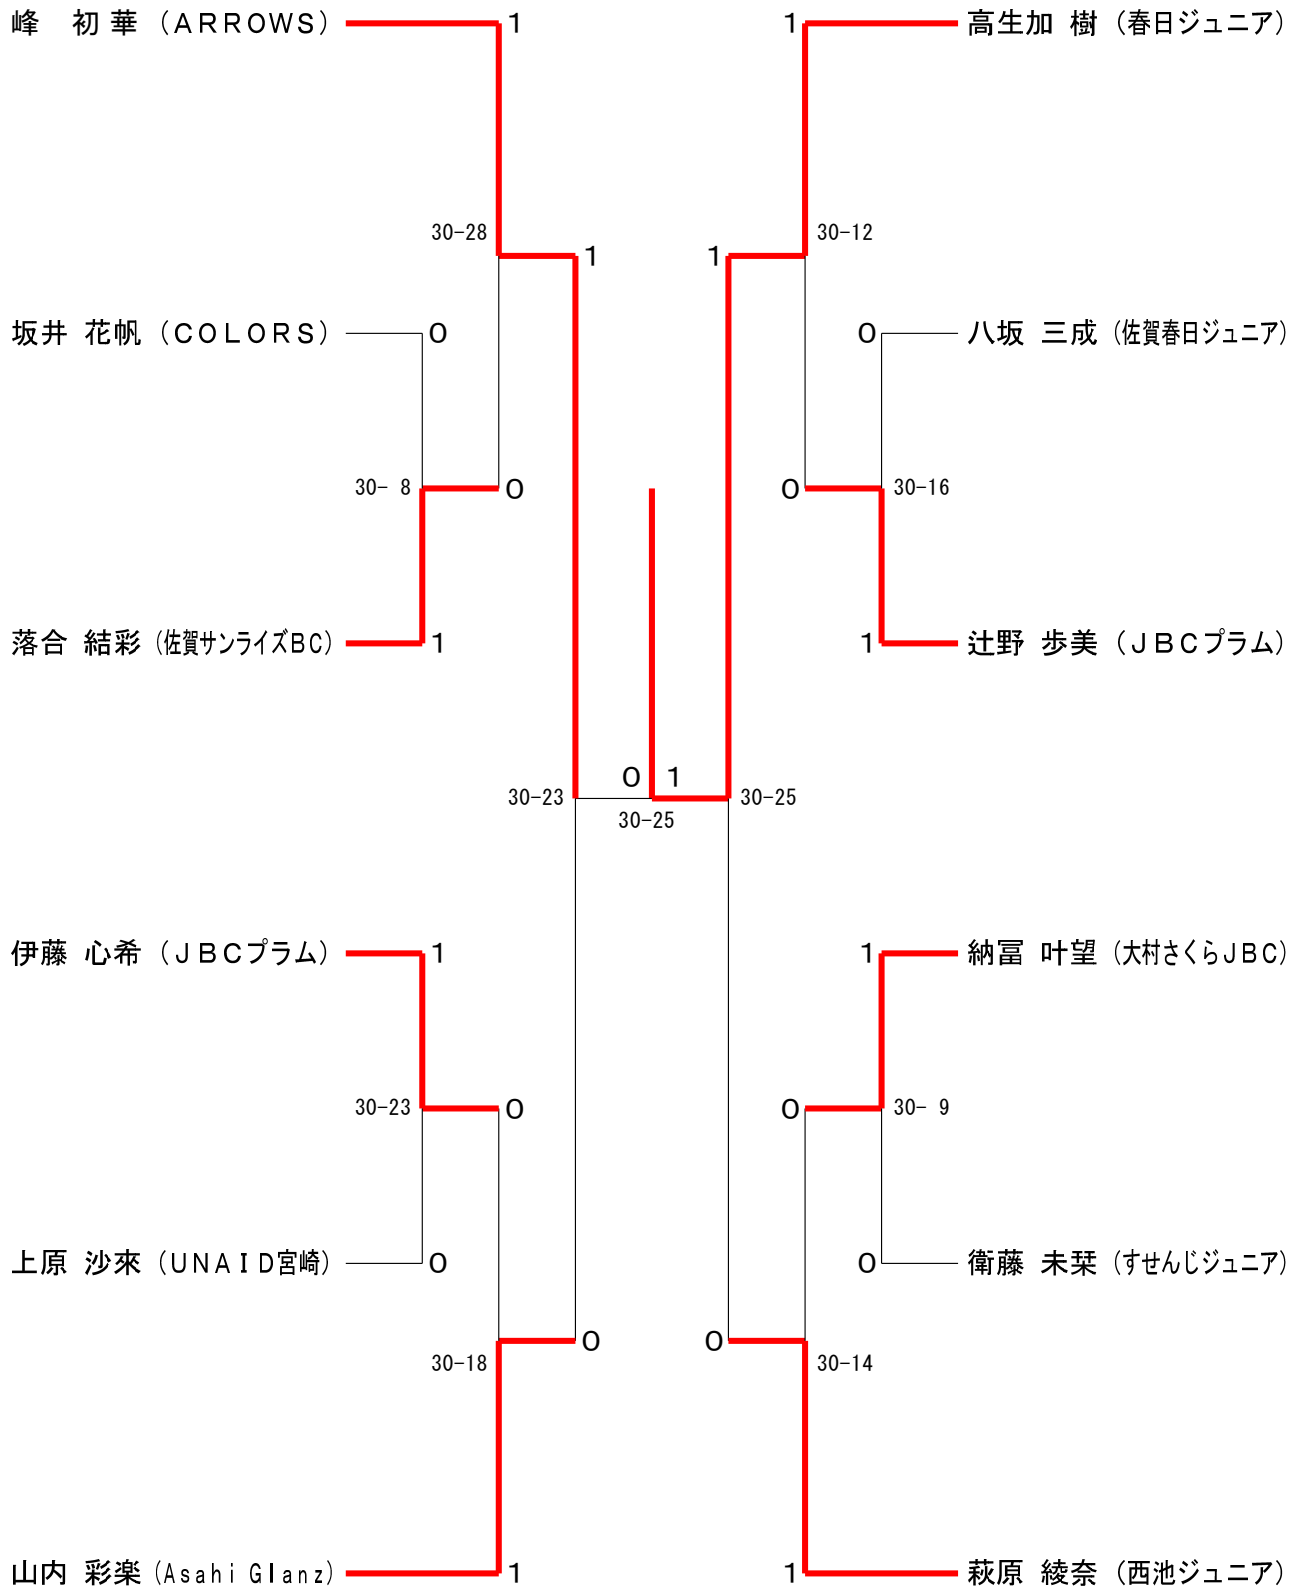 峰　初華（ＡＲＲＯＷＳ） 1 1 高生加 樹（春日ジュニア）
30-28 30-12
1 1
坂井 花帆（ＣＯＬＯＲＳ） 0 0 八坂 三成（佐賀春日ジュニア）
30- 8 0 0 30-16
落合 結彩（佐賀サンライズBC） 1 1 辻野 歩美（ＪＢＣプラム）
0 1
30-23 30-25
30-25
伊藤 心希（ＪＢＣプラム） 1 1 納冨 叶望（大村さくらＪＢＣ）
30-23 0 0 30- 9
上原 沙來（ＵＮＡＩＤ宮崎） 0 0 衛藤 未栞（すせんじジュニア）
0 0
30-18 30-14
山内 彩楽（Asahi Glanz） 1 1 萩原 綾奈（西池ジュニア）